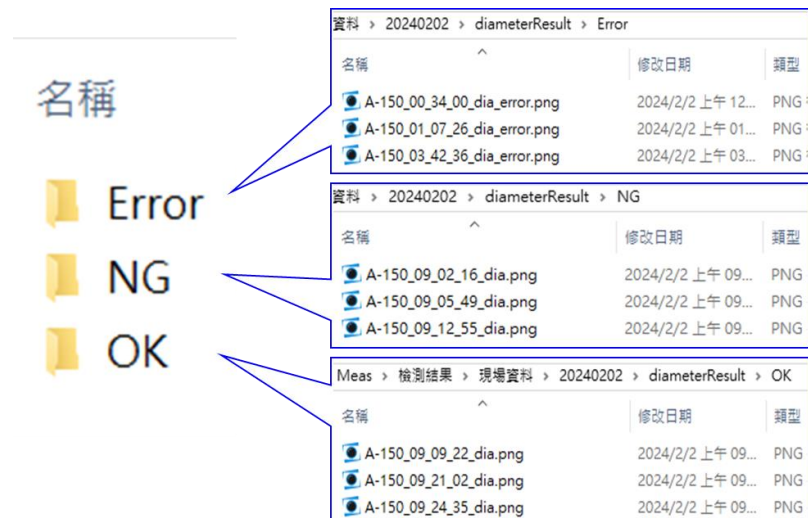 名稱
Error
NG
OK
資料 > 20240202 > diameterResult > Error
名稱 修改日期 類型
A-150_00_34_00_dia_error.png 2024/2/2 上午 12... PNG
A-150_01_07_26_dia_error.png 2024/2/2 上午 01... PNG
A-150_03_42_36_dia_error.png 2024/2/2 上午 03... PNG
資料 > 20240202 > diameterResult > NG
名稱 修改日期 類型
A-150_09_02_16_dia.png 2024/2/2 上午 09... PNG
A-150_09_05_49_dia.png 2024/2/2 上午 09... PNG
A-150_09_12_55_dia.png 2024/2/2 上午 09... PNG
Meas > 檢測結果 > 現場資料 > 20240202 > diameterResult > OK
名稱 修改日期 類型
A-150_09_09_22_dia.png 2024/2/2 上午 09... PNG
A-150_09_21_02_dia.png 2024/2/2 上午 09... PNG
A-150_09_24_35_dia.png 2024/2/2 上午 09... PNG